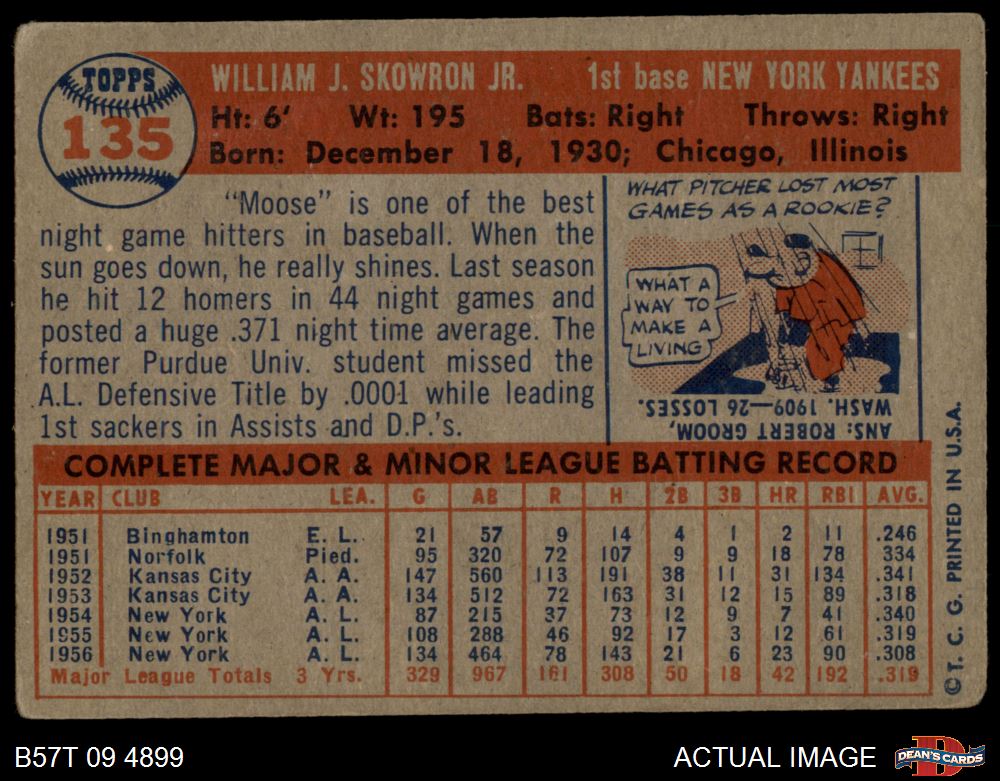 TOPPS
135
WILLIAM J. SKOWRON JR. 1st base NEW YORK YANKEES
Ht: 6' Wt: 195 Bats: Right Throws: Right
Born: December 18, 1930; Chicago, Illinois
"Moose" is one of the best
night game hitters in baseball. When the
sun goes down, he really shines. Last season
he hit 12 homers in 44 night games and
posted a huge .371 night time average. The
former Purdue Univ. student missed the
A.L. Defensive Title by .0001 while leading
1st sackers in Assists and D.P.'s.
WHAT PITCHER LOST MOST
GAMES AS A ROOKIE?
WHAT A
WAY TO
MAKE A
LIVING
ANS: ROBERT GROOM,
WASH. 1909—26 LOSSES.
COMPLETE MAJOR & MINOR LEAGUE BATTING RECORD
YEAR CLUB LEA. G AB R H 2B 3B HR RBI AVG.
1951 Binghamton E. L. 21 57 9 14 4 1 2 11 .246
1951 Norfolk Pied. 95 320 72 107 9 9 18 78 334
1952 Kansas City A. A. 147 560 113 191 38 11 31 134 .341
1953 Kansas City A. A. 134 512 72 163 31 12 15 89 .318
1954 New York A. L. 87 215 37 73 12 9 7 41 .340
1955 New York A. L. 108 288 46 92 17 3 12 61 .319
1956 New York A. L. 134 464 78 143 21 6 23 90 .308
Major League Totals 3 Yrs. 329 967 161 308 50 18 42 192 .319
© T. C. G. PRINTED IN U.S.A.
B57T 09 4899
ACTUAL IMAGE
DEAN'S CARDS